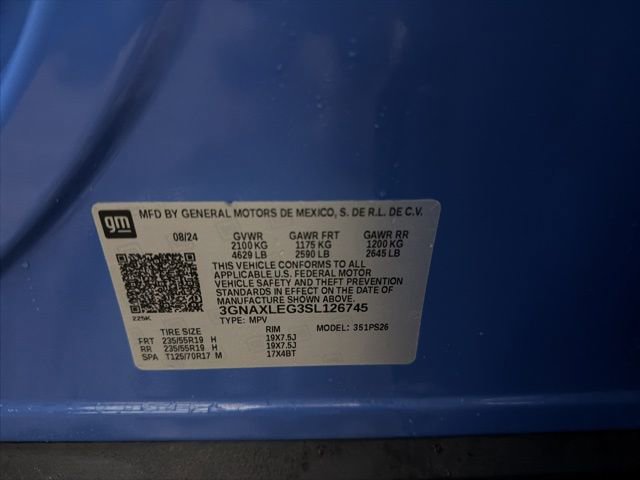 gm MFD BY GENERAL MOTORS DE MEXICO, S. DE R.L. DE C.V.
08/24 GVWR GAWR FRT GAWR RR
2100 KG 1175 KG 1200 KG
4629 LB 2590 LB 2645 LB
THIS VEHICLE CONFORMS TO ALL
APPLICABLE U.S. FEDERAL MOTOR
VEHICLE SAFETY AND THEFT PREVENTION
STANDARDS IN EFFECT ON THE DATE OF
MANUFACTURE SHOWN ABOVE.
3GNAXLEG3SL126745
225K TYPE: MPV MODEL: 351PS26
TIRE SIZE RIM
FRT 235/55R19 H 19X7.5J
RR 235/55R19 H 19X7.5J
SPA T125/70R17 M 17X4BT